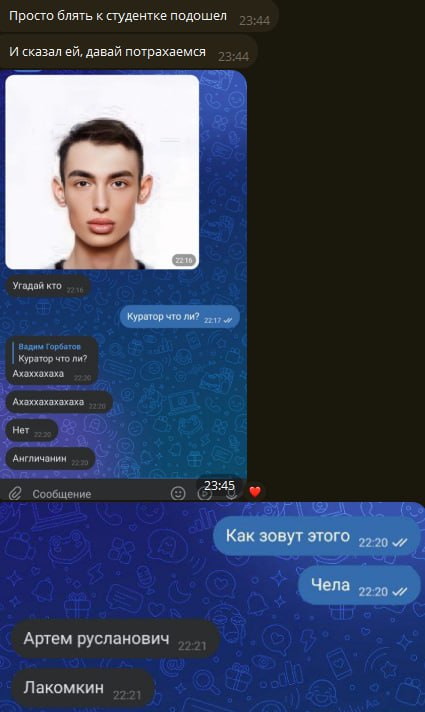 Просто блять к студентке подошел 23:44
И сказал ей, давай потрахаемся 23:44
22:16
Угадай кто 22:16
Куратор что ли? 22:17
Вадим Горбатов
Куратор что ли?
Ахаххахаха 22:20
Ахаххахахахаха 22:20
Нет 22:20
Англичанин 22:20
Сообщение
23:45
Как зовут этого 22:20
Чела 22:20
Артем русланович 22:21
Лакомкин 22:21